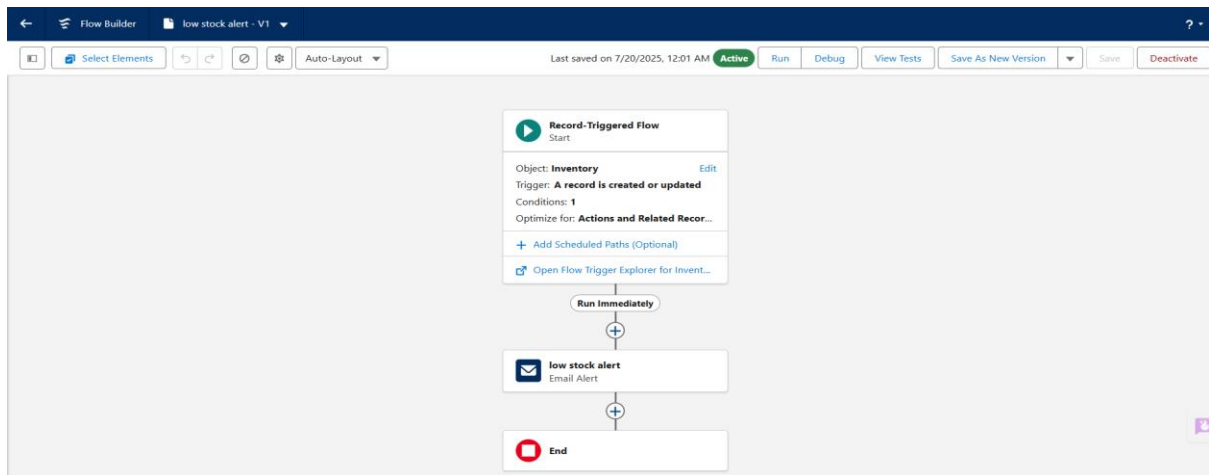 Flow Builder low stock alert - V1 ?
Select Elements Auto-Layout Last saved on 7/20/2025, 12:01 AM Active Run Debug View Tests Save As New Version Save Deactivate
Record-Triggered Flow
Start
Object: Inventory Edit
Trigger: A record is created or updated
Conditions: 1
Optimize for: Actions and Related Recor...
+ Add Scheduled Paths (Optional)
Open Flow Trigger Explorer for Invent...
Run Immediately
low stock alert
Email Alert
End